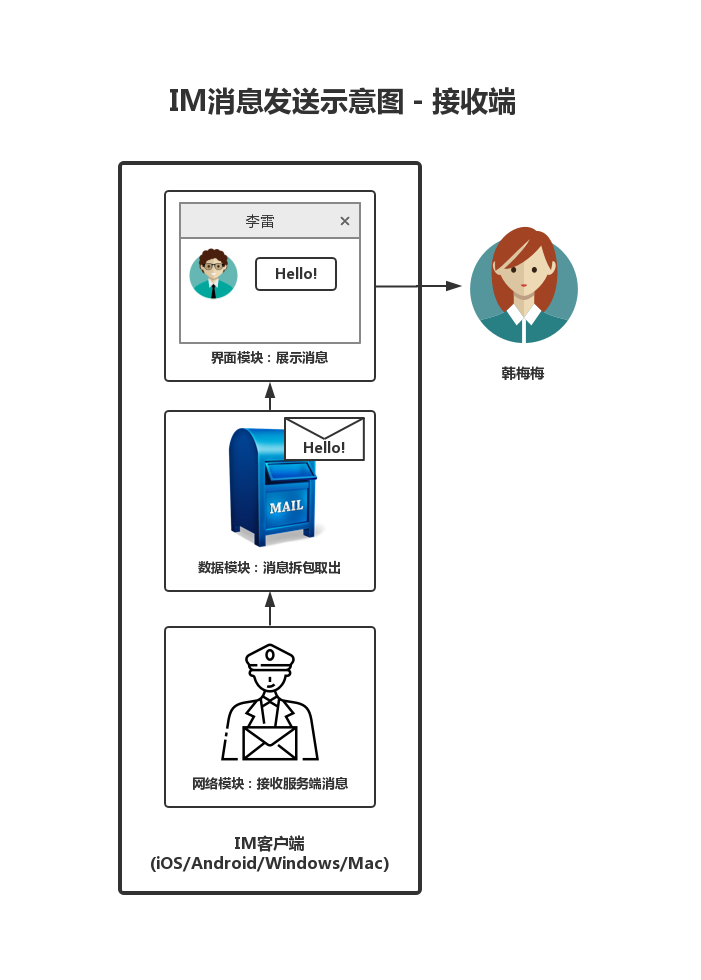 IM消息发送示意图 - 接收端
李雷
×
Hello!
界面模块：展示消息
韩梅梅
Hello!
MAIL
数据模块：消息拆包取出
网络模块：接收服务端消息
IM客户端
(iOS/Android/Windows/Mac)